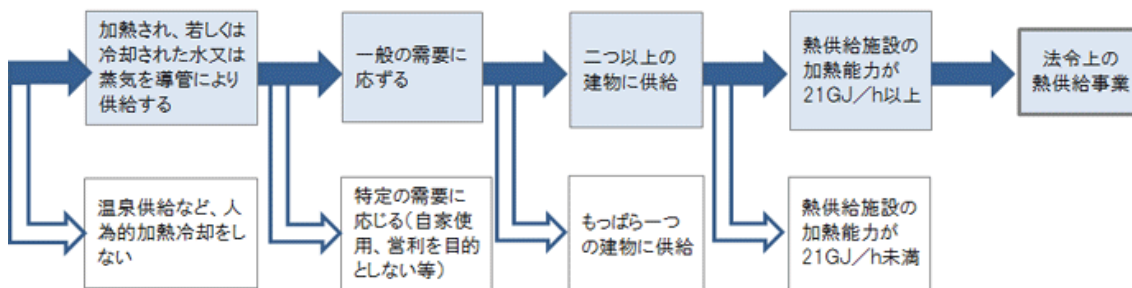 加熱され、若しくは
冷却された水又は
蒸気を導管により
供給する
一般の需要に
応ずる
二つ以上の
建物に供給
熱供給施設の
加熱能力が
21GJ／h以上
法令上の
熱供給事業
温泉供給など、人
為的加熱冷却をし
ない
特定の需要に
応じる（自家使
用、営利を目的
としない等）
もっぱら一つ
の建物に供給
熱供給施設の
加熱能力が
21GJ／h未満